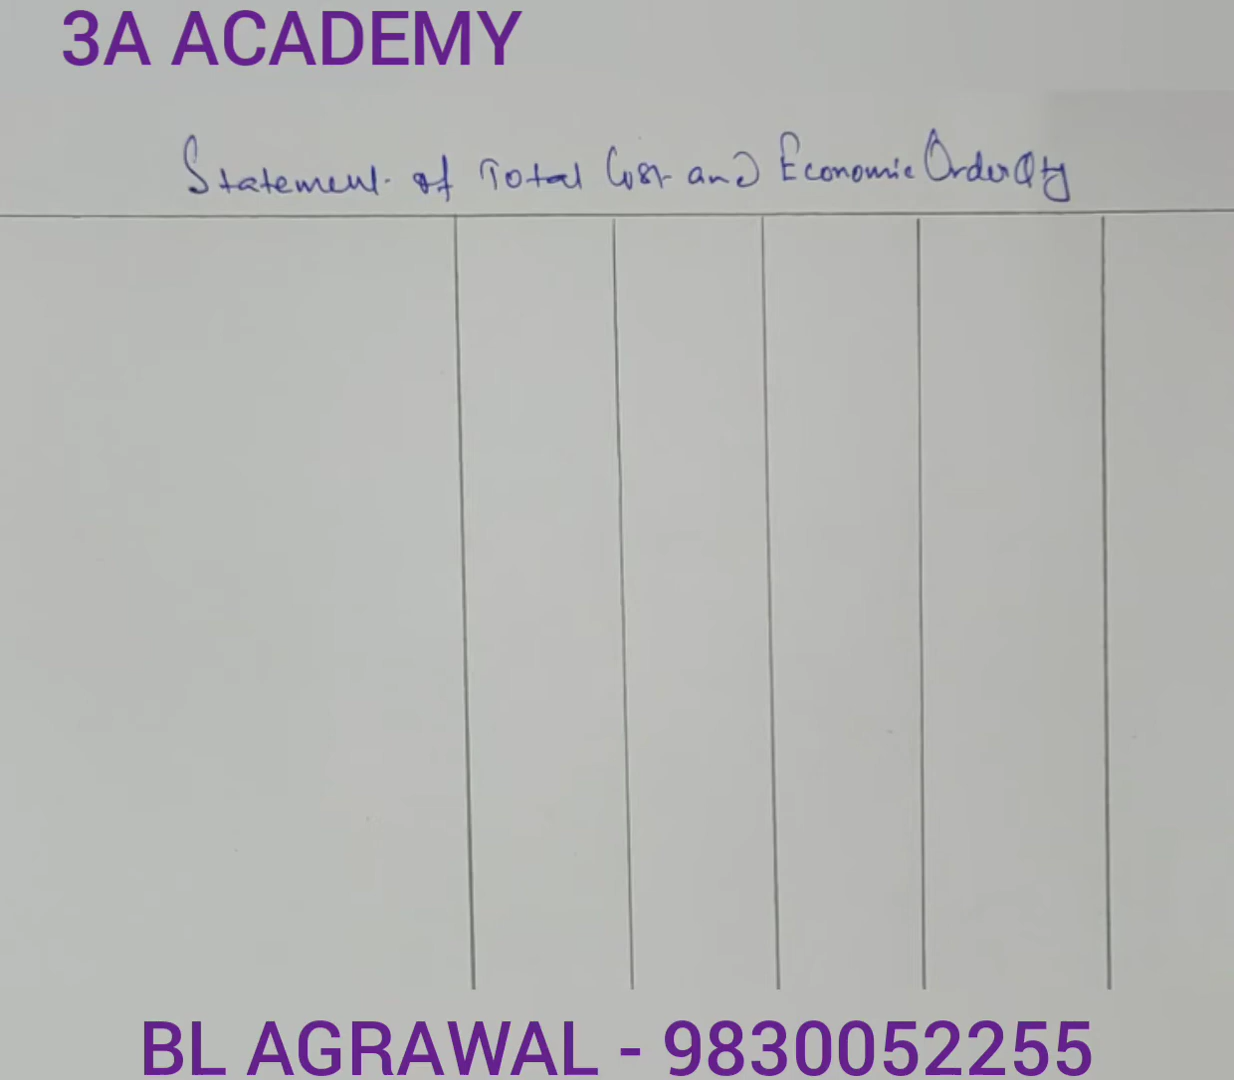 3A ACADEMY
Statement of Total Cost and Economic Order Qty
BL AGRAWAL - 9830052255